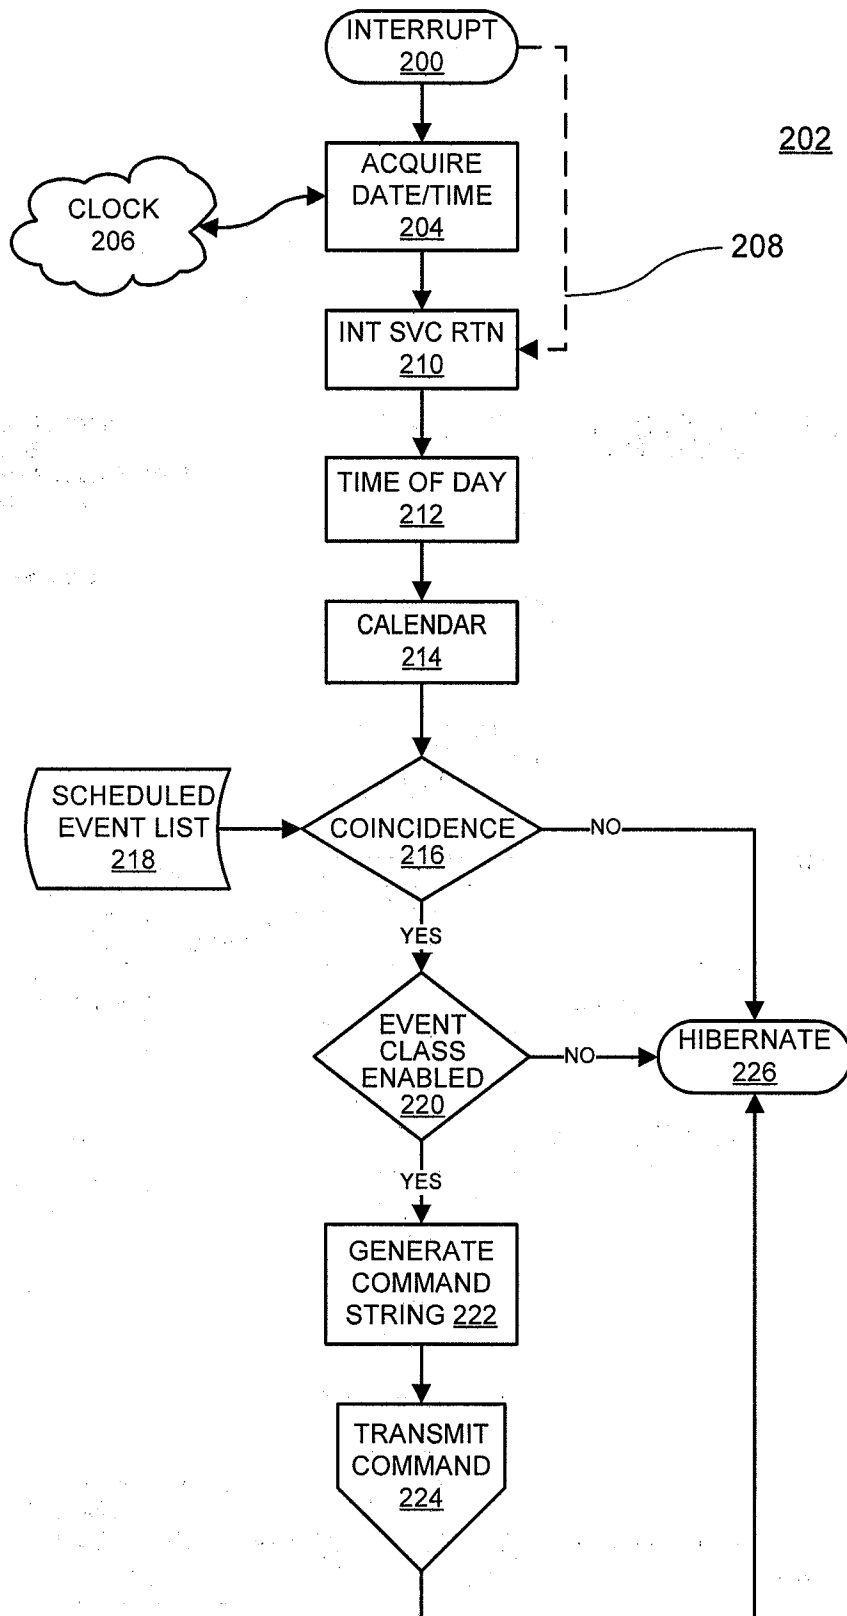 INTERRUPT
200
202
ACQUIRE
DATE/TIME
204
CLOCK
206
208
INT SVC RTN
210
TIME OF DAY
212
CALENDAR
214
SCHEDULED
EVENT LIST
218
COINCIDENCE
216
NO
YES
EVENT
CLASS
ENABLED
220
NO
HIBERNATE
226
YES
GENERATE
COMMAND
STRING 222
TRANSMIT
COMMAND
224